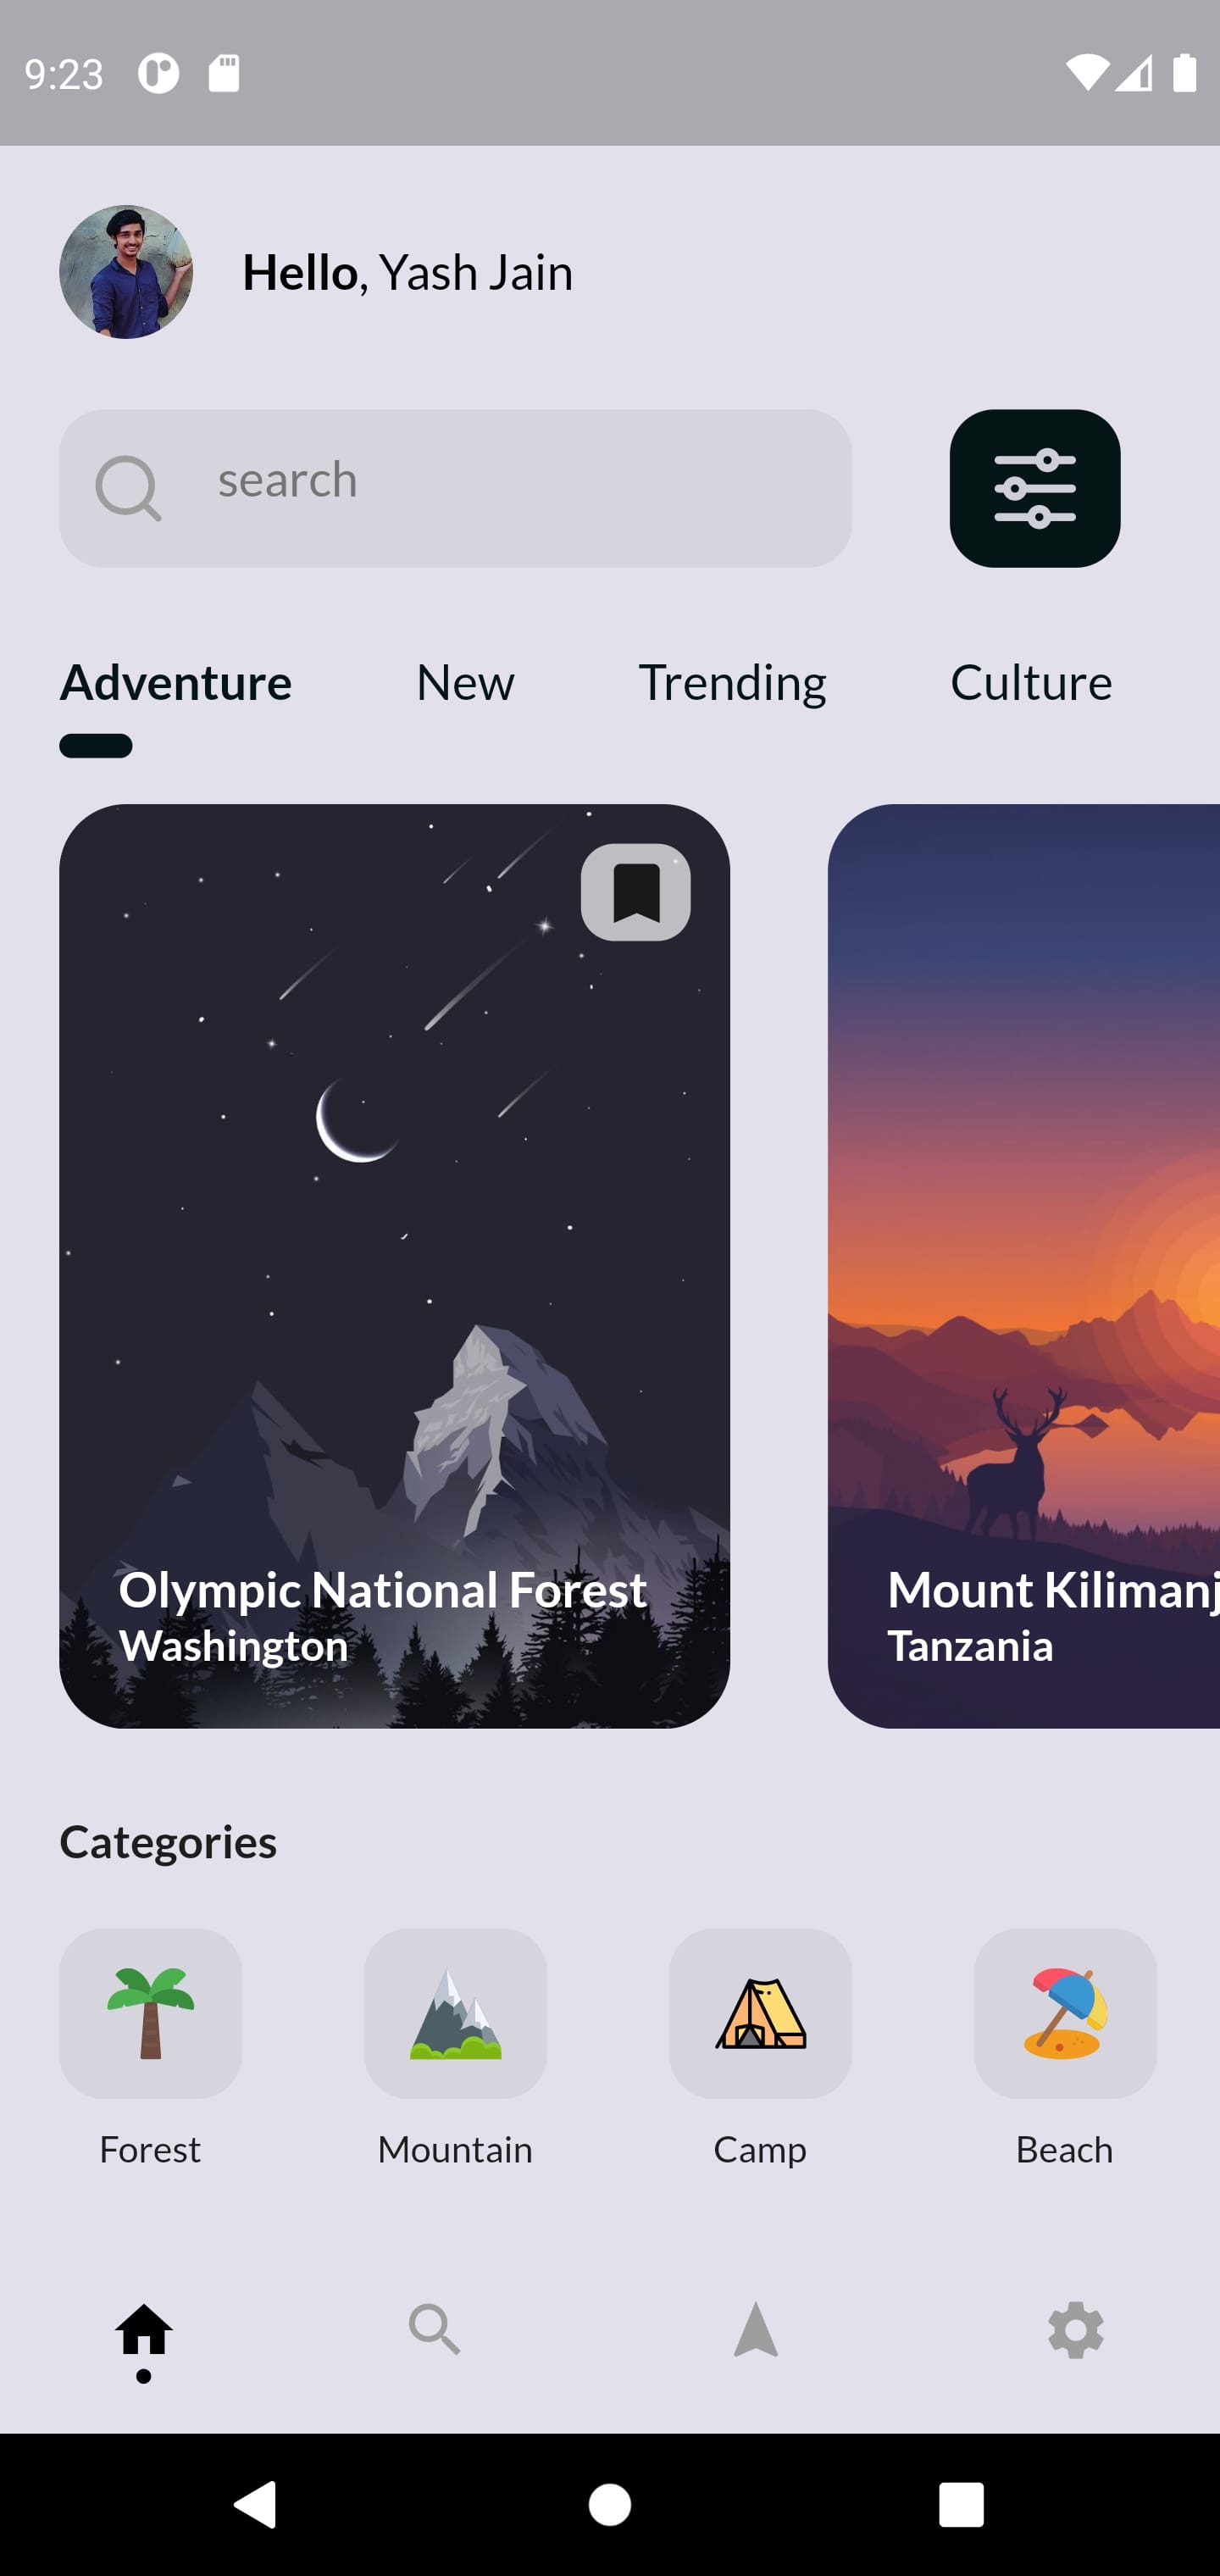 9:23
Hello, Yash Jain
search
Adventure New Trending Culture
Olympic National Forest
Washington
Mount Kilimanj
Tanzania
Categories
Forest Mountain Camp Beach